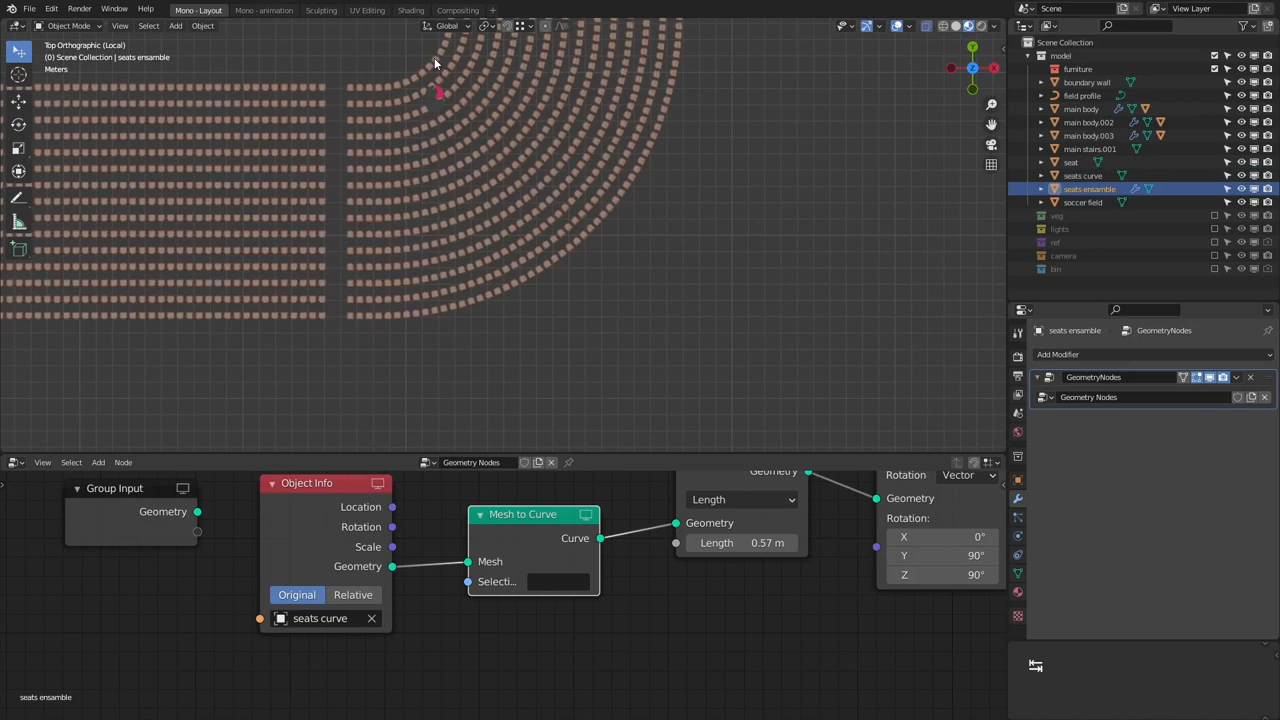 File Edit Render Window Help Mono - Layout Mono - animation Sculpting UV Editing Shading Compositing + Scene View Layer
Object Mode View Select Add Object Global
Top Orthographic (Local)
(0) Scene Collection | seats ensamble
Meters
Y
X
Z
Scene Collection
model
furniture
boundary wall
field profile
main body
main body.002
main body.003
main stairs.001
seat
seats curve
seats ensamble
soccer field
veg
lights
ref
camera
bin
seats ensamble GeometryNodes
Add Modifier
GeometryNodes
Geometry Nodes
View Select Add Node Geometry Nodes
Group Input
Geometry
Object Info
Location
Rotation
Scale
Geometry
Original Relative
seats curve
Mesh to Curve
Curve
Mesh
Selecti...
Geometry
Length
Geometry
Length 0.57 m
Rotation Vector
Geometry
Rotation:
X 0°
Y 90°
Z 90°
seats ensamble